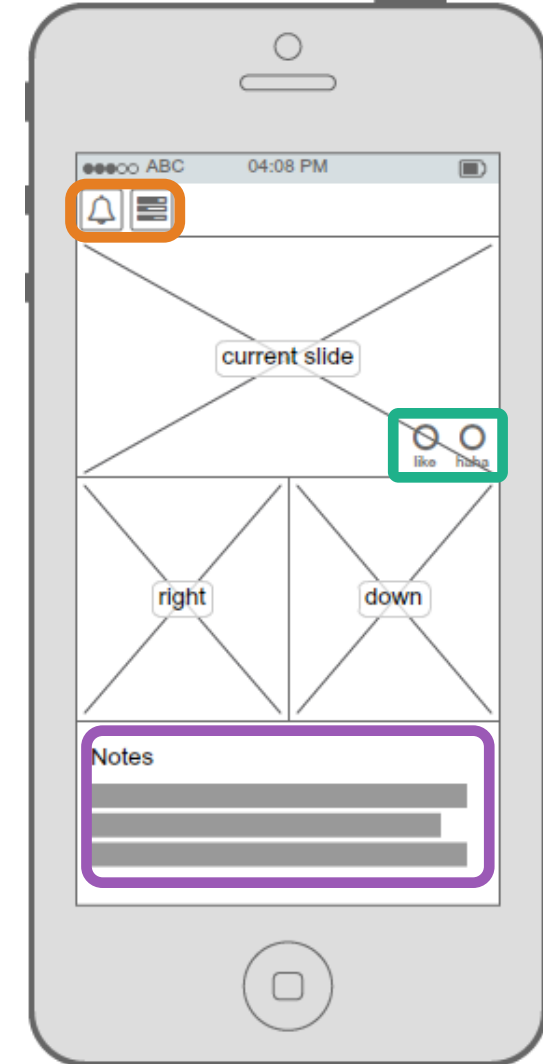 ABC 04:08 PM
current slide
like haha
right down
Notes